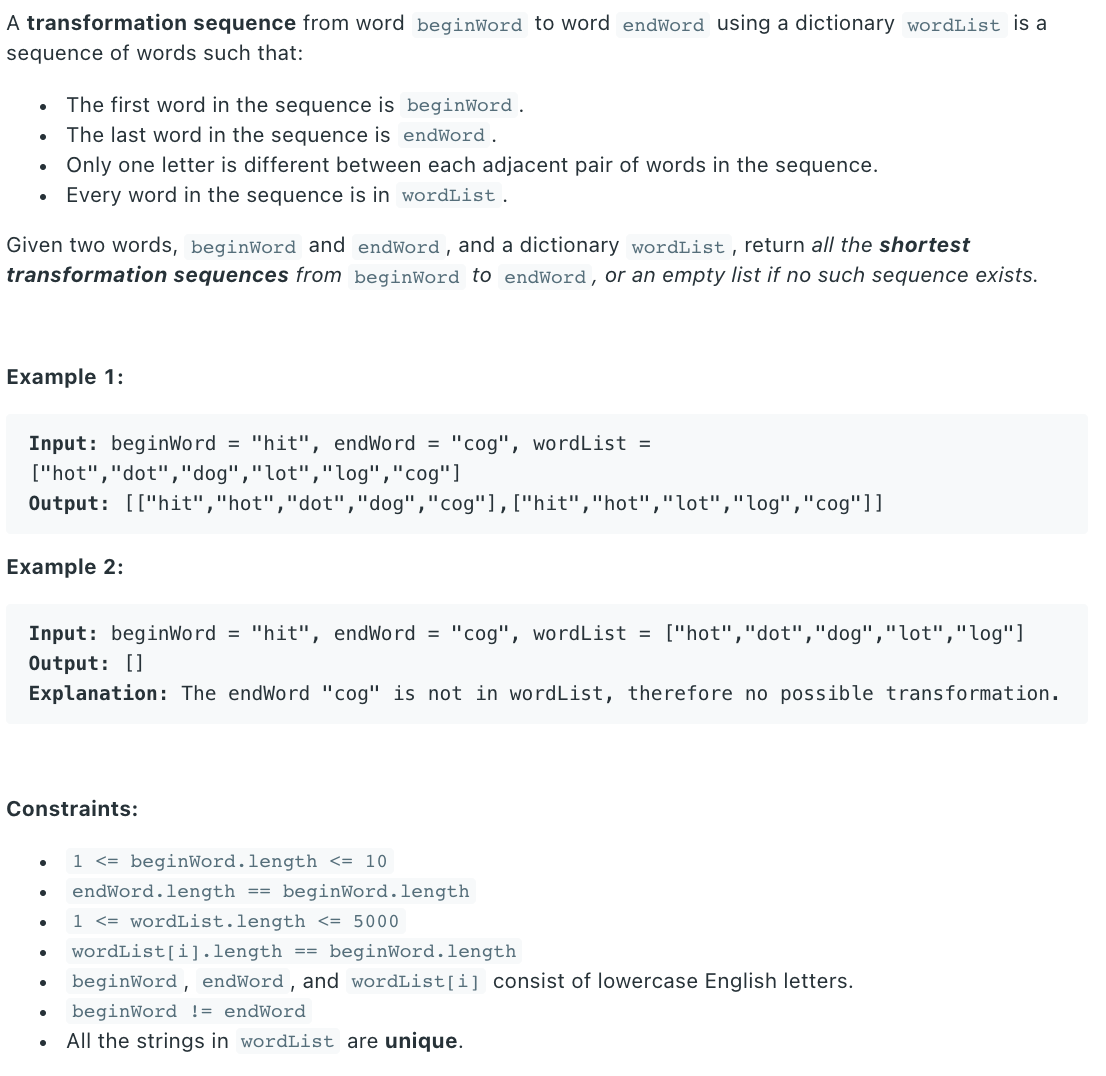 A transformation sequence from word beginWord to word endWord using a dictionary wordList is a
sequence of words such that:
• The first word in the sequence is beginWord.
• The last word in the sequence is endWord.
• Only one letter is different between each adjacent pair of words in the sequence.
• Every word in the sequence is in wordList.
Given two words, beginWord and endWord, and a dictionary wordList, return all the shortest
transformation sequences from beginWord to endWord, or an empty list if no such sequence exists.
Example 1:
Input: beginWord = "hit", endWord = "cog", wordList =
["hot","dot","dog","lot","log","cog"]
Output: [["hit","hot","dot","dog","cog"],["hit","hot","lot","log","cog"]]
Example 2:
Input: beginWord = "hit", endWord = "cog", wordList = ["hot","dot","dog","lot","log"]
Output: []
Explanation: The endWord "cog" is not in wordList, therefore no possible transformation.
Constraints:
• 1 <= beginWord.length <= 10
• endWord.length == beginWord.length
• 1 <= wordList.length <= 5000
• wordList[i].length == beginWord.length
• beginWord, endWord, and wordList[i] consist of lowercase English letters.
• beginWord != endWord
• All the strings in wordList are unique.